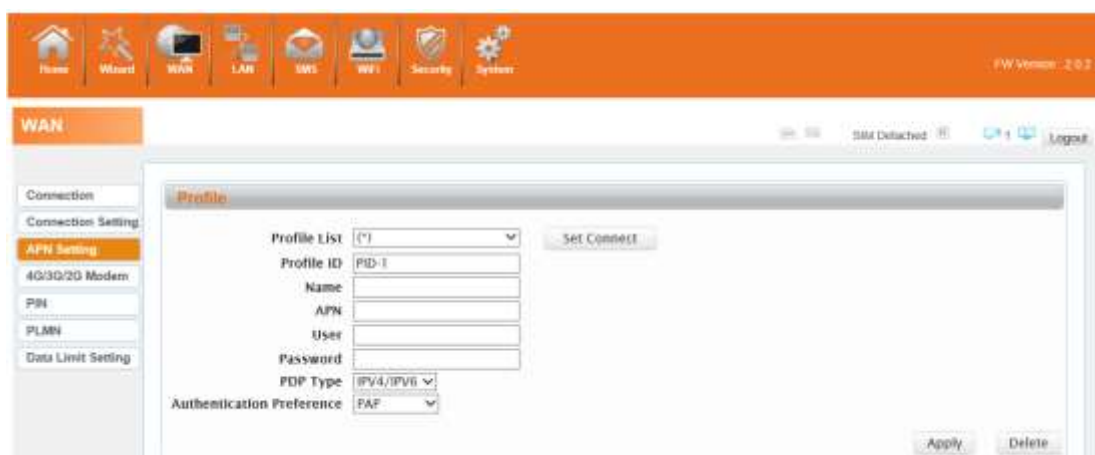 Home Wizard WAN LAN SMS WiFi Security System
FW Version : 2.0.2
WAN
SIM Detached 1 Logout
Connection
Connection Setting
APN Setting
4G/3G/2G Modem
PIN
PLMN
Data Limit Setting
Profile
Profile List (*) Set Connect
Profile ID PID-1
Name
APN
User
Password
PDP Type IPV4/IPV6
Authentication Preference PAP
Apply Delete